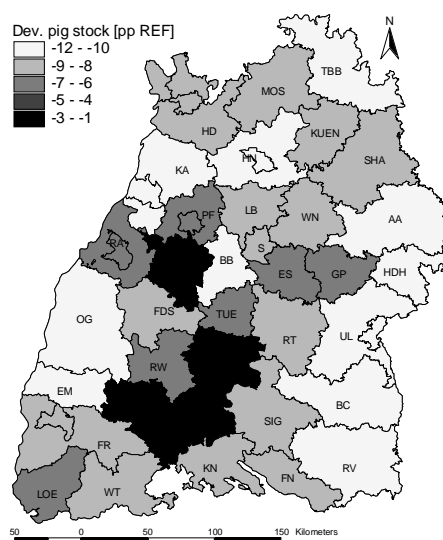 Dev. pig stock [pp REF]
-12 - -10
-9 - -8
-7 - -6
-5 - -4
-3 - -1
N
TBB
MOS
HD
KUEN
HN
SHA
KA
PF
LB
WN
AA
RA
S
BB
ES
GP
HDH
FDS
TUE
OG
RT
UL
RW
EM
BC
SIG
FR
KN
FN
RV
LOE
WT
50 0 50 100 150 Kilometers